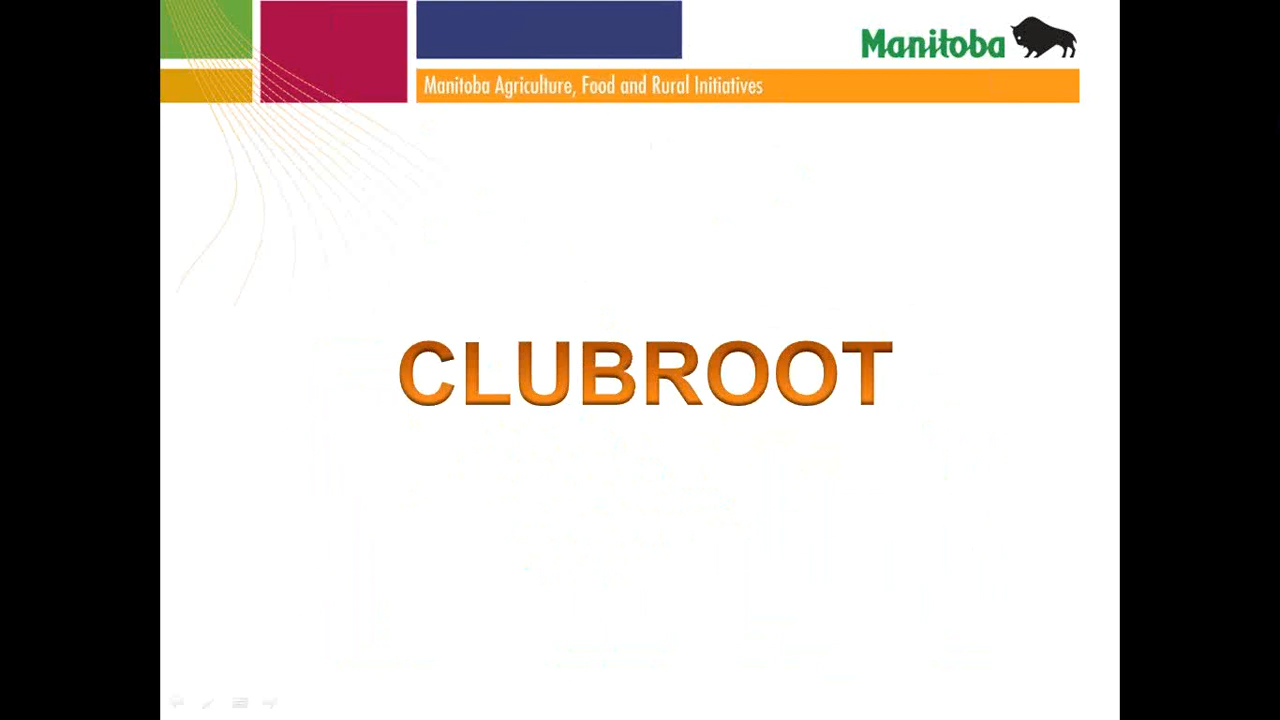 Manitoba
Manitoba Agriculture, Food and Rural Initiatives
CLUBROOT